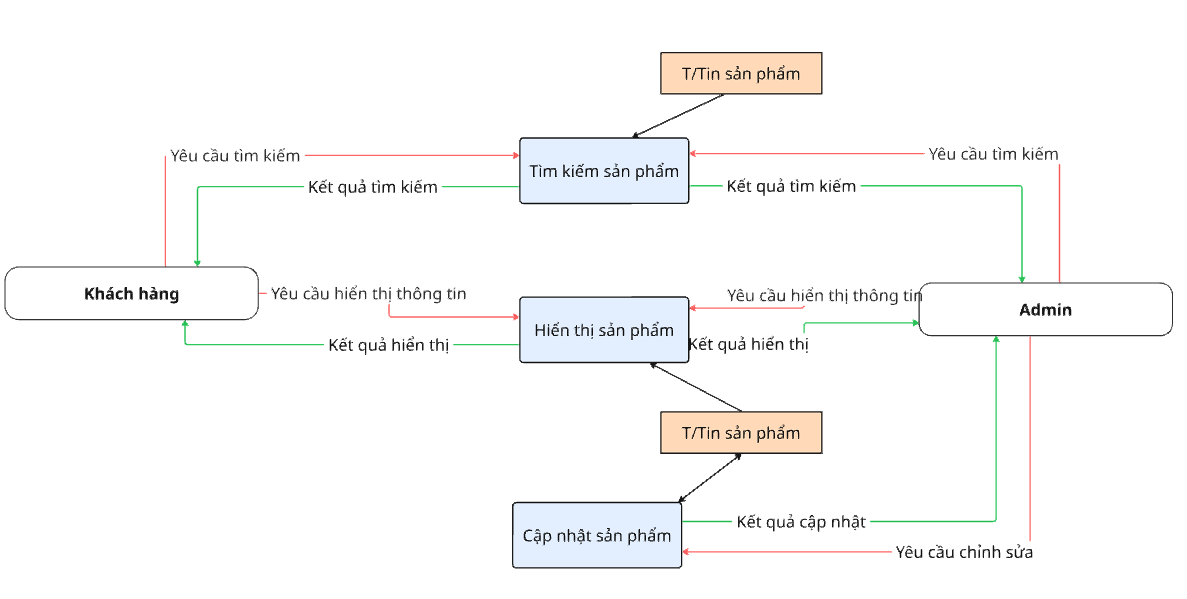 T/Tin sản phẩm
Yêu cầu tìm kiếm
Yêu cầu tìm kiếm
Tìm kiếm sản phẩm
Kết quả tìm kiếm
Kết quả tìm kiếm
Khách hàng
Yêu cầu hiển thị thông tin
Yêu cầu hiển thị thông tin
Admin
Hiển thị sản phẩm
Kết quả hiển thị
Kết quả hiển thị
T/Tin sản phẩm
Kết quả cập nhật
Cập nhật sản phẩm
Yêu cầu chỉnh sửa